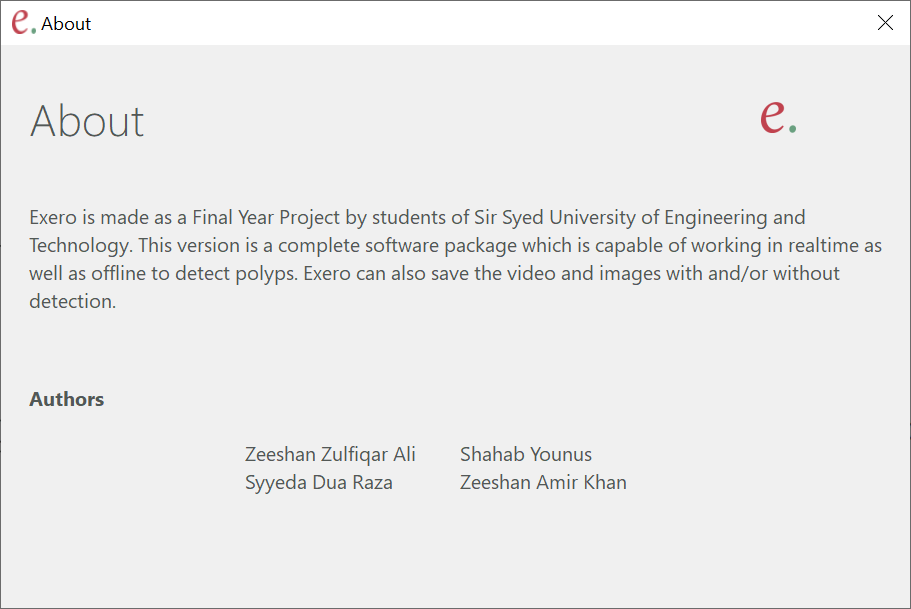 e. About
About
e.
Exero is made as a Final Year Project by students of Sir Syed University of Engineering and
Technology. This version is a complete software package which is capable of working in realtime as
well as offline to detect polyps. Exero can also save the video and images with and/or without
detection.
Authors
Zeeshan Zulfiqar Ali Shahab Younus
Syyeda Dua Raza Zeeshan Amir Khan